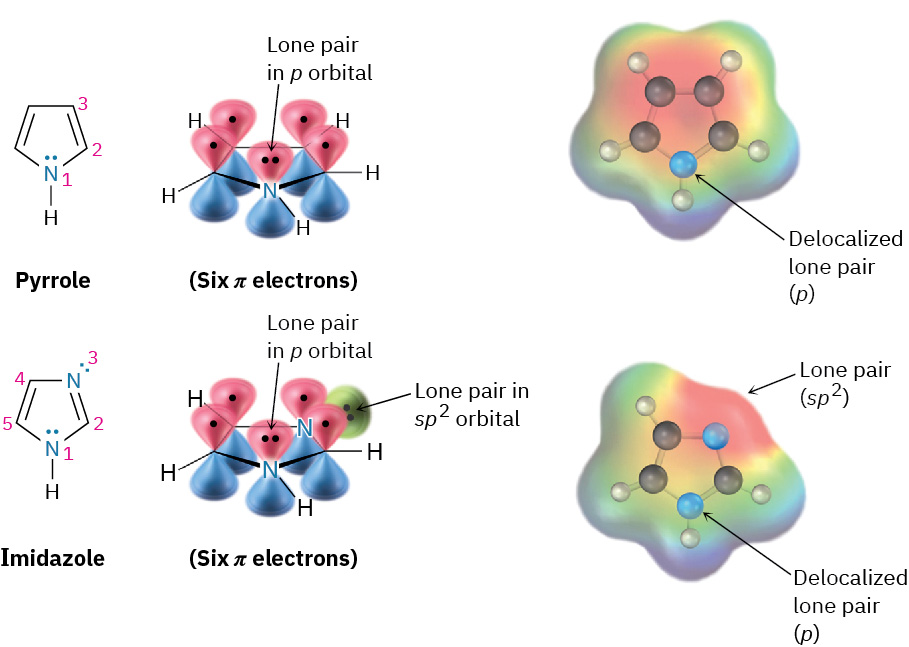 Lone pair
in p orbital
3
2
N
1
H
H
H
H
H
N
H
Delocalized
lone pair
(p)
Pyrrole
(Six π electrons)
Lone pair
in p orbital
3
4
N
5
2
N
1
H
H
N
H
H
N
H
Lone pair in
sp² orbital
Lone pair
(sp²)
Delocalized
lone pair
(p)
Imidazole
(Six π electrons)